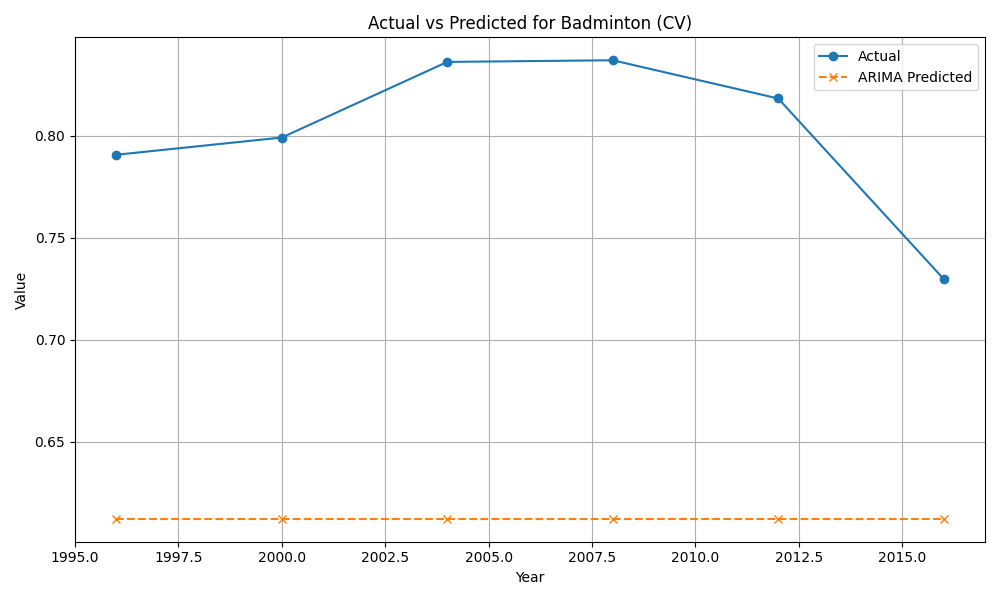 Actual vs Predicted for Badminton (CV)
Actual
ARIMA Predicted
Value
0.80
0.75
0.70
0.65
1995.0 1997.5 2000.0 2002.5 2005.0 2007.5 2010.0 2012.5 2015.0
Year